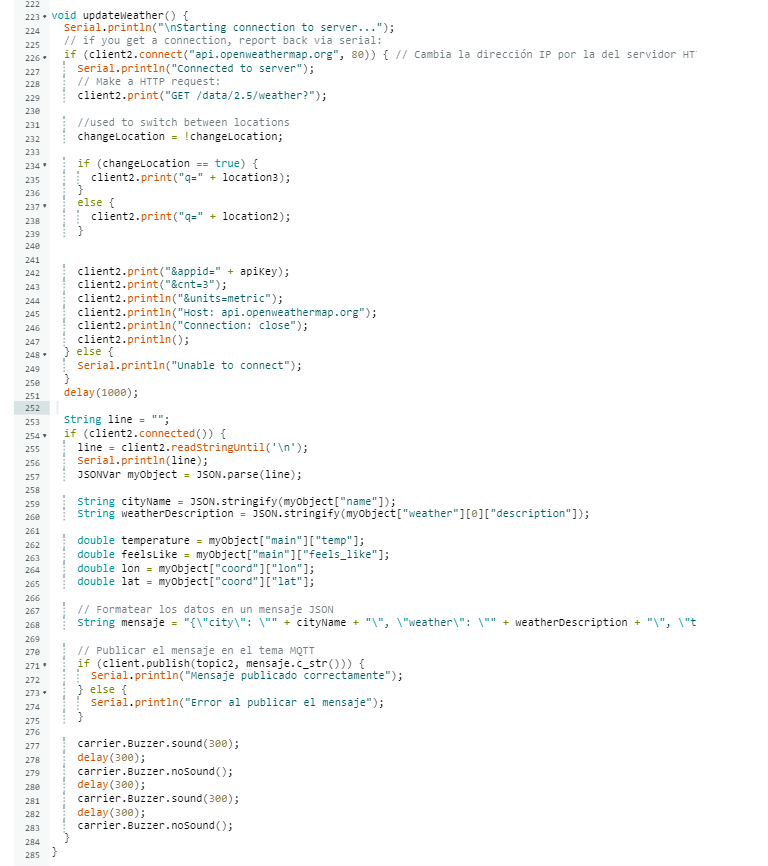 222
223 void updateWeather() {
224 Serial.println("\nStarting connection to server...");
225 // if you get a connection, report back via serial:
226 if (client2.connect("api.openweathermap.org", 80)) { // Cambia la dirección IP por la del servidor HT
227 Serial.println("Connected to server");
228 // Make a HTTP request:
229 client2.print("GET /data/2.5/weather?");
230
231 //used to switch between locations
232 changeLocation = !changeLocation;
233
234 if (changeLocation == true) {
235 client2.print("q=" + location3);
236 }
237 else {
238 client2.print("q=" + location2);
239 }
240
241
242 client2.print("&appid=" + apiKey);
243 client2.print("&cnt=3");
244 client2.println("&units=metric");
245 client2.println("Host: api.openweathermap.org");
246 client2.println("Connection: close");
247 client2.println();
248 } else {
249 Serial.println("Unable to connect");
250 }
251 delay(1000);
252
253 String line = "";
254 if (client2.connected()) {
255 line = client2.readStringUntil('\n');
256 Serial.println(line);
257 JSONVar myObject = JSON.parse(line);
258
259 String cityName = JSON.stringify(myObject["name"]);
260 String weatherDescription = JSON.stringify(myObject["weather"][0]["description"]);
261
262 double temperature = myObject["main"]["temp"];
263 double feelsLike = myObject["main"]["feels_like"];
264 double lon = myObject["coord"]["lon"];
265 double lat = myObject["coord"]["lat"];
266
267 // Formatear los datos en un mensaje JSON
268 String mensaje = "{\"city\": \"" + cityName + "\", \"weather\": \"" + weatherDescription + "\", \"t
269
270 // Publicar el mensaje en el tema MQTT
271 if (client.publish(topic2, mensaje.c_str())) {
272 Serial.println("Mensaje publicado correctamente");
273 } else {
274 Serial.println("Error al publicar el mensaje");
275 }
276
277 carrier.Buzzer.sound(300);
278 delay(300);
279 carrier.Buzzer.noSound();
280 delay(300);
281 carrier.Buzzer.sound(300);
282 delay(300);
283 carrier.Buzzer.noSound();
284 }
285 }